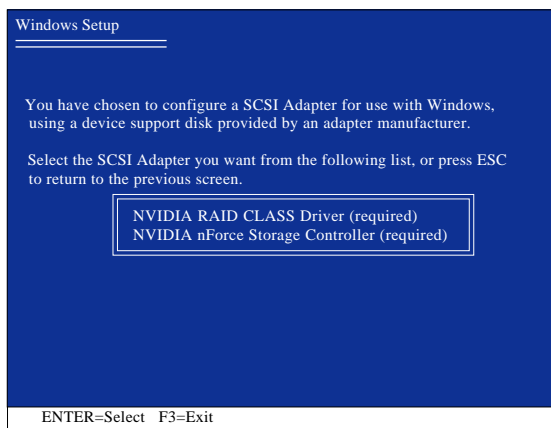 Windows Setup
You have chosen to configure a SCSI Adapter for use with Windows,
using a device support disk provided by an adapter manufacturer.
Select the SCSI Adapter you want from the following list, or press ESC
to return to the previous screen.
NVIDIA RAID CLASS Driver (required)
NVIDIA nForce Storage Controller (required)
ENTER=Select F3=Exit